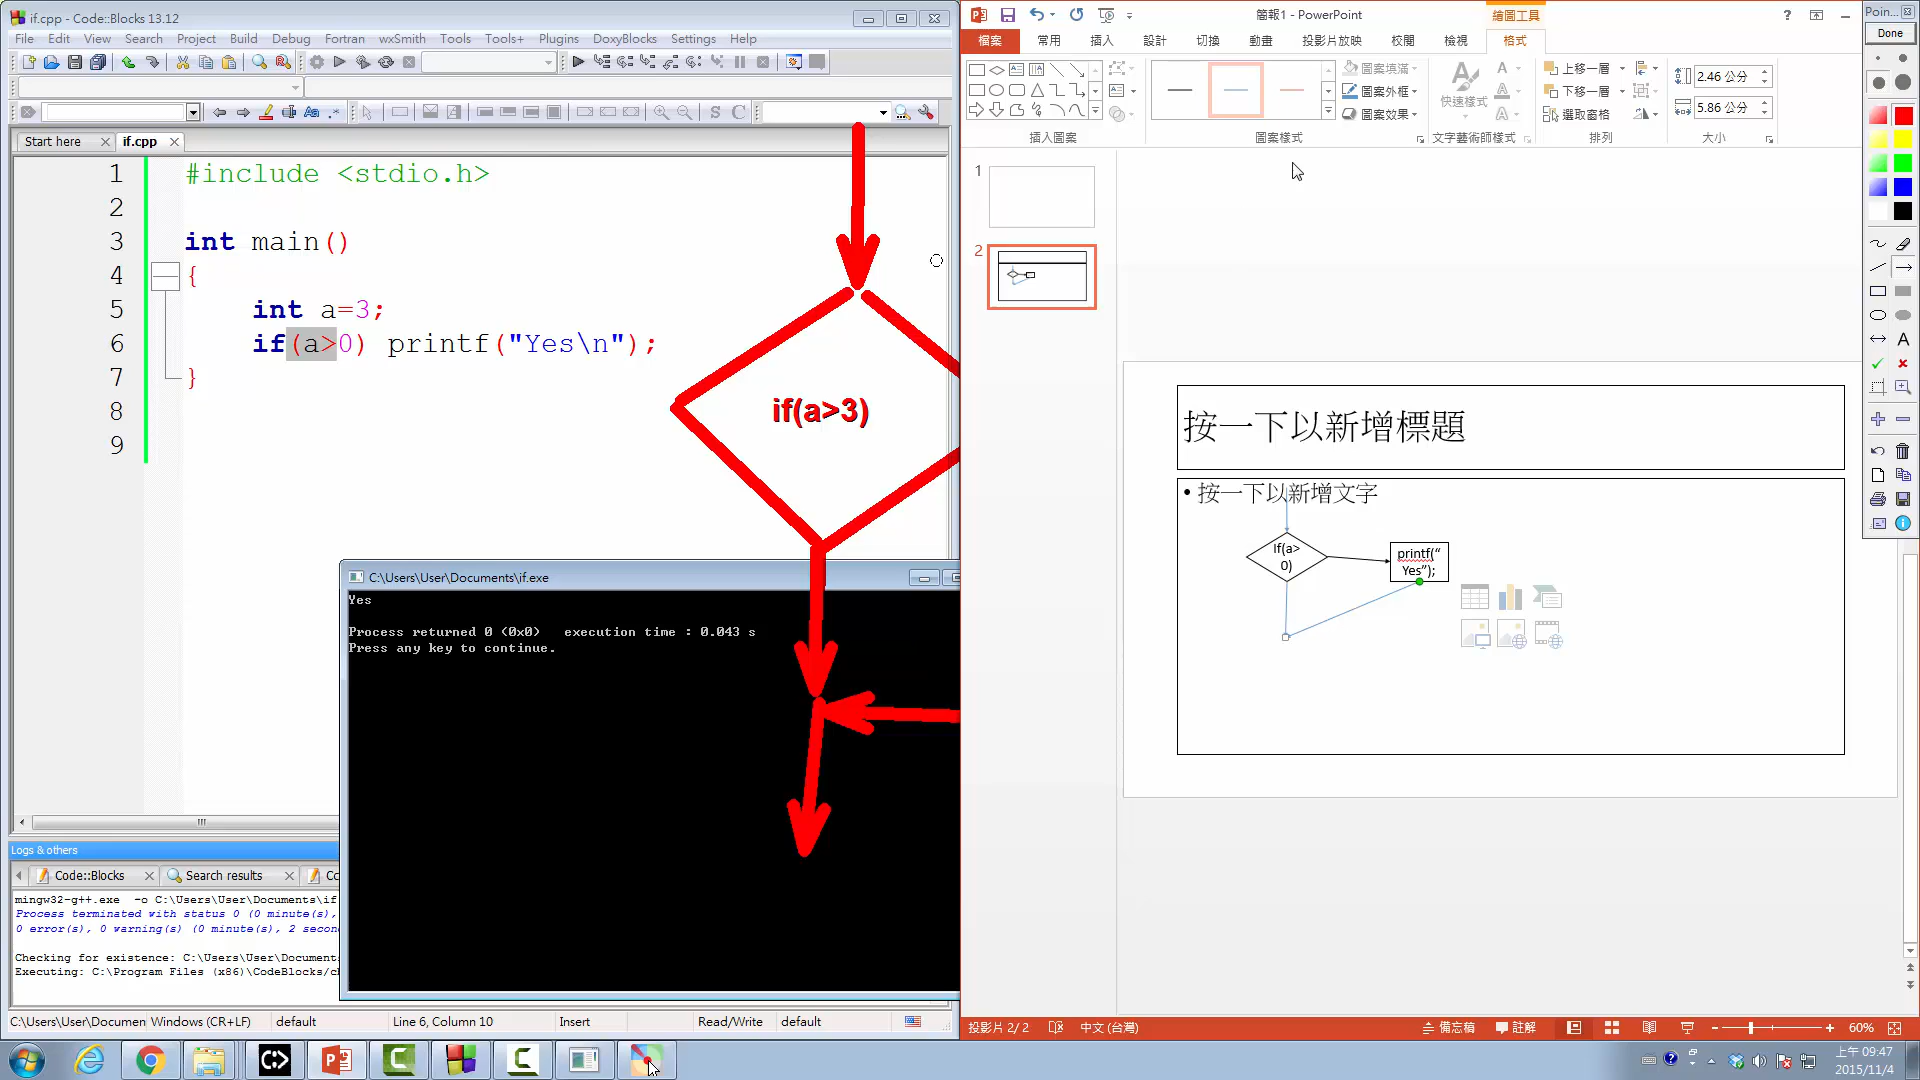 if.cpp - Code::Blocks 13.12
File Edit View Search Project Build Debug Fortran wxSmith Tools Tools+ Plugins DoxyBlocks Settings Help
Start here
if.cpp
1 #include <stdio.h>
2
3 int main()
4 {
5 int a=3;
6 if(a>0) printf("Yes\n");
7 }
8
9
if(a>3)
C:\Users\User\Documents\if.exe
Yes
Process returned 0 (0x0) execution time : 0.043 s
Press any key to continue.
Logs & others
Code::Blocks
Search results
Cc
mingw32-g++.exe -o C:\Users\User\Documents\if
Process terminated with status 0 (0 minute(s),
0 error(s), 0 warning(s) (0 minute(s), 2 secon
Checking for existence: C:\Users\User\Document
Executing: C:\Program Files (x86)\CodeBlocks/c
C:\Users\User\Documen Windows (CR+LF) default Line 6, Column 10 Insert Read/Write default
簡報1 - PowerPoint
繪圖工具
檔案 常用 插入 設計 切換 動畫 投影片放映 校閱 檢視 格式
圖案填滿
圖案外框
圖案效果
快速樣式
A
上移一層
下移一層
選取窗格
2.46 公分
5.86 公分
插入圖案 圖案樣式 文字藝術師樣式 排列 大小
1
2
按一下以新增標題
• 按一下以新增文字
If(a>
0)
printf(“
Yes”);
投影片 2/ 2 中文 (台灣) 備忘稿 註解 60%
Poin...
Done
A
上午 09:47
2015/11/4